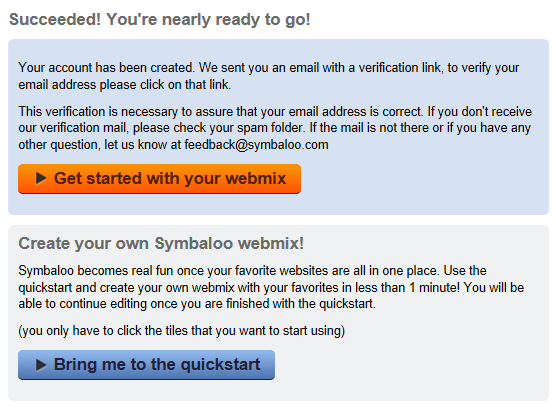 Succeeded! You're nearly ready to go!
Your account has been created. We sent you an email with a verification link, to verify your
email address please click on that link.
This verification is necessary to assure that your email address is correct. If you don't receive
our verification mail, please check your spam folder. If the mail is not there or if you have any
other question, let us know at feedback@symbaloo.com
Get started with your webmix
Create your own Symbaloo webmix!
Symbaloo becomes real fun once your favorite websites are all in one place. Use the
quickstart and create your own webmix with your favorites in less than 1 minute! You will be
able to continue editing once you are finished with the quickstart.
(you only have to click the tiles that you want to start using)
Bring me to the quickstart